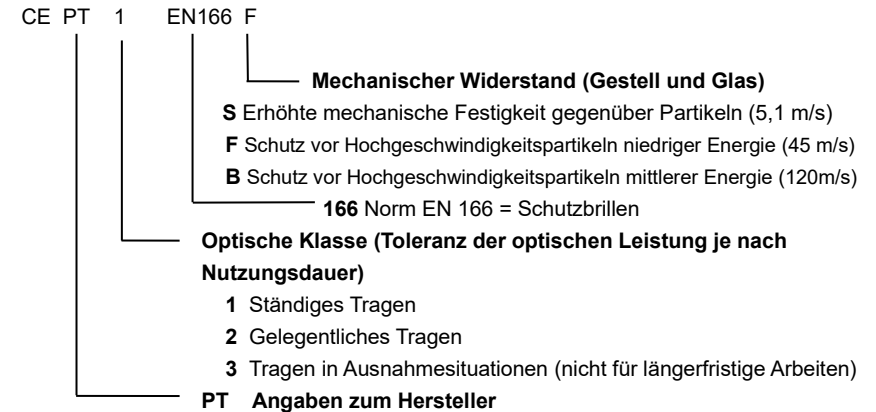 CE PT 1 EN166 F
Mechanischer Widerstand (Gestell und Glas)
S Erhöhte mechanische Festigkeit gegenüber Partikeln (5,1 m/s)
F Schutz vor Hochgeschwindigkeitspartikeln niedriger Energie (45 m/s)
B Schutz vor Hochgeschwindigkeitspartikeln mittlerer Energie (120m/s)
166 Norm EN 166 = Schutzbrillen
Optische Klasse (Toleranz der optischen Leistung je nach
Nutzungsdauer)
1 Ständiges Tragen
2 Gelegentliches Tragen
3 Tragen in Ausnahmesituationen (nicht für längerfristige Arbeiten)
PT Angaben zum Hersteller